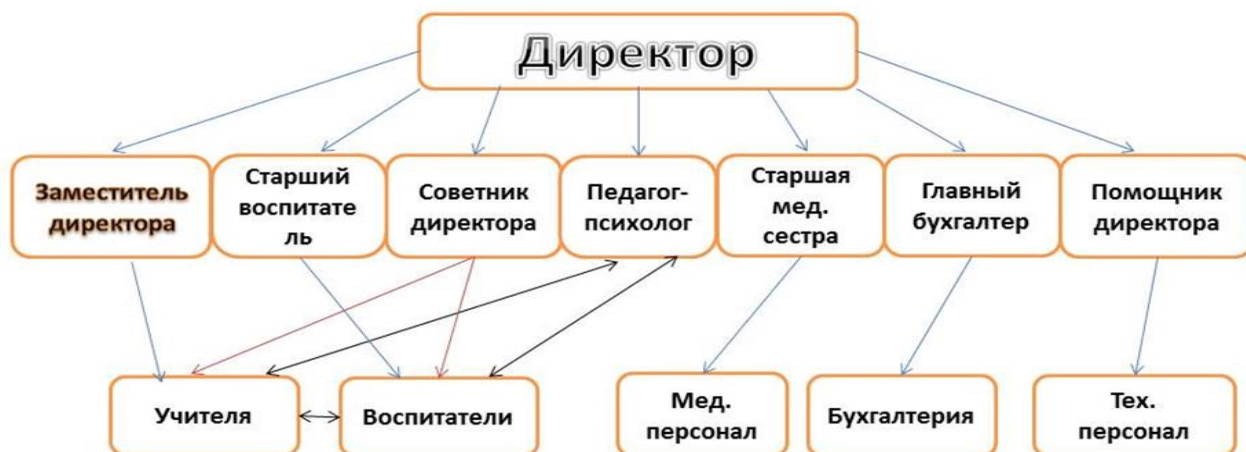 Директор
Заместитель
директора
Старший
воспитате
ль
Советник
директора
Педагог-
психолог
Старшая
мед.
сестра
Главный
бухгалтер
Помощник
директора
Учителя
Воспитатели
Мед.
персонал
Бухгалтерия
Тех.
персонал